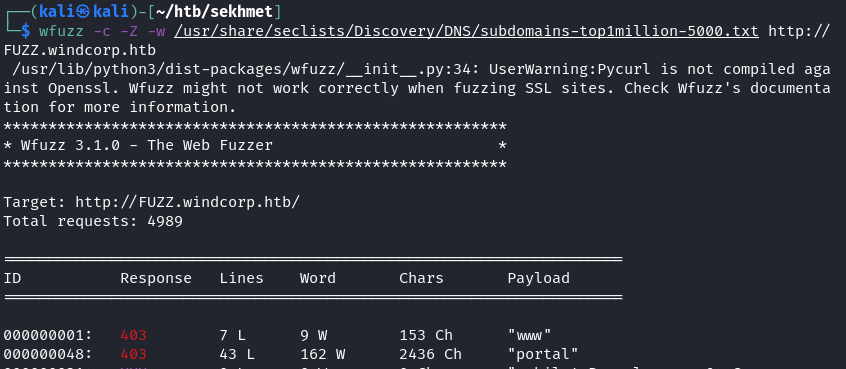 ┌──(kali㉿kali)-[~/htb/sekhmet]
└─$ wfuzz -c -Z -w /usr/share/seclists/Discovery/DNS/subdomains-top1million-5000.txt http://
FUZZ.windcorp.htb
/usr/lib/python3/dist-packages/wfuzz/__init__.py:34: UserWarning:Pycurl is not compiled aga
inst Openssl. Wfuzz might not work correctly when fuzzing SSL sites. Check Wfuzz's documenta
tion for more information.
********************************************************
* Wfuzz 3.1.0 - The Web Fuzzer                         *
********************************************************
Target: http://FUZZ.windcorp.htb/
Total requests: 4989
=====================================================================
ID           Response   Lines    Word       Chars       Payload
=====================================================================
000000001:   403        7 L      9 W        153 Ch      "www"
000000048:   403        43 L     162 W      2436 Ch     "portal"